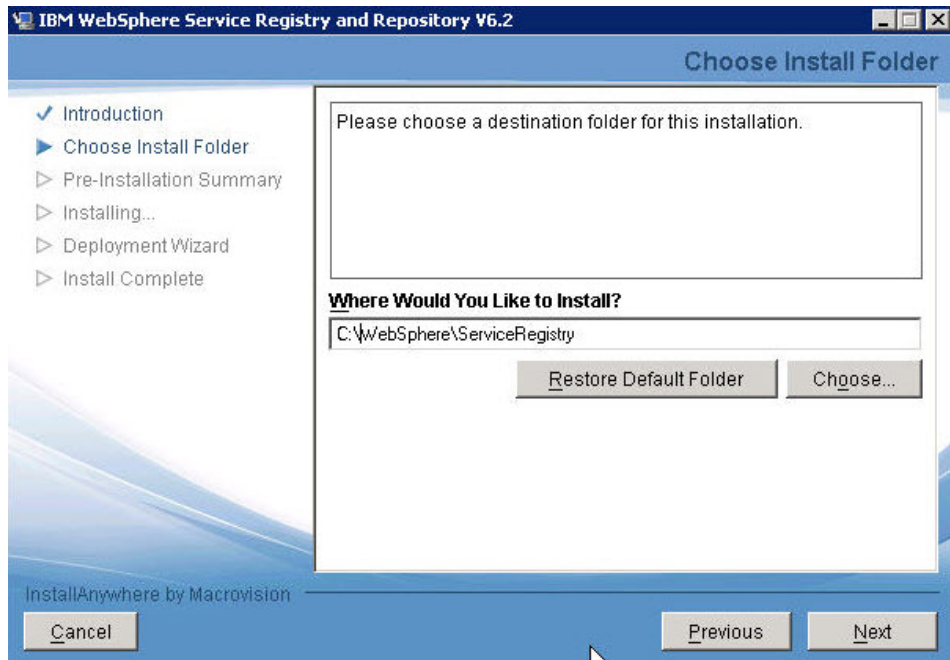 IBM WebSphere Service Registry and Repository V6.2
Choose Install Folder
Introduction
Choose Install Folder
Pre-Installation Summary
Installing...
Deployment Wizard
Install Complete
Please choose a destination folder for this installation.
Where Would You Like to Install?
C:\WebSphere\ServiceRegistry
Restore Default Folder
Choose...
InstallAnywhere by Macrovision
Cancel
Previous
Next